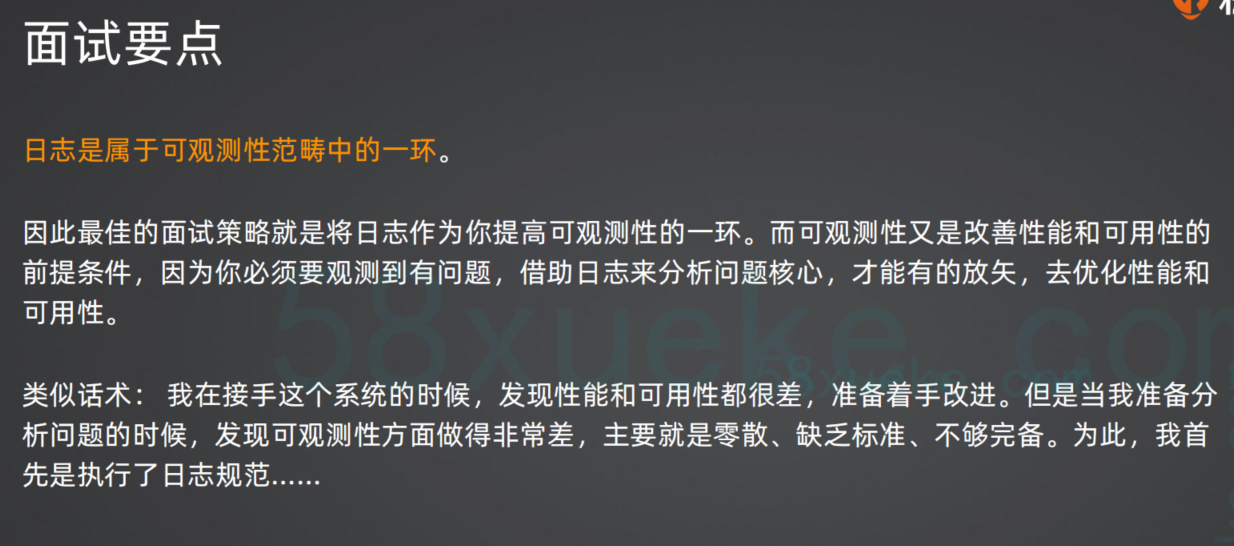 面试要点
日志是属于可观测性范畴中的一环。
因此最佳的面试策略就是将日志作为你提高可观测性的一环。而可观测性又是改善性能和可用性的
前提条件，因为你必须要观测到有问题，借助日志来分析问题核心，才能有的放矢，去优化性能和
可用性。
类似话术： 我在接手这个系统的时候，发现性能和可用性都很差，准备着手改进。但是当我准备分
析问题的时候，发现可观测性方面做得非常差，主要就是零散、缺乏标准、不够完备。为此，我首
先是执行了日志规范......
58xueke.com
58xueke.com